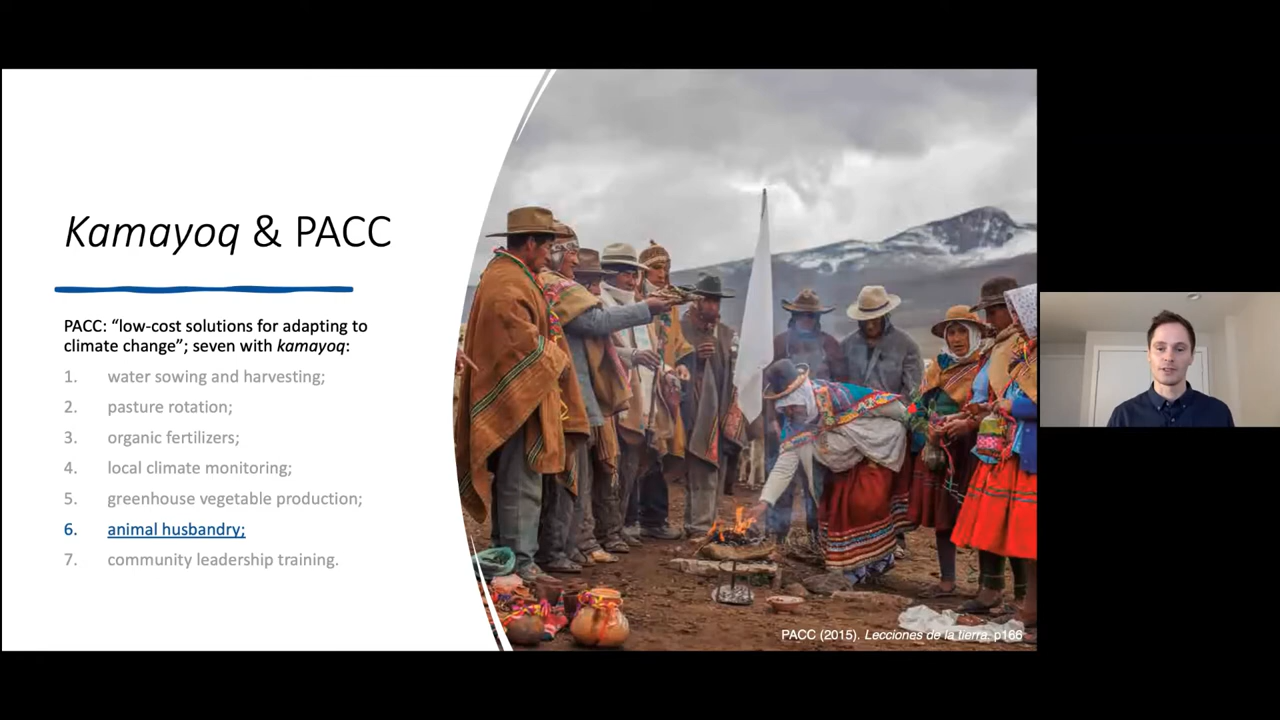 Kamayoq & PACC
PACC: “low-cost solutions for adapting to
climate change”; seven with kamayoq:
1. water sowing and harvesting;
2. pasture rotation;
3. organic fertilizers;
4. local climate monitoring;
5. greenhouse vegetable production;
6. animal husbandry;
7. community leadership training.
PACC (2015). Lecciones de la tierra. p166